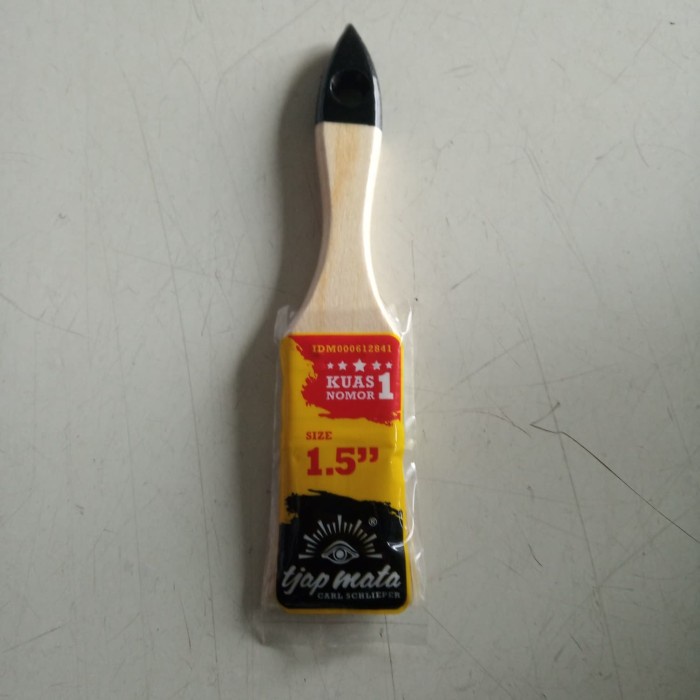 IDM000612841
KUAS
NOMOR 1
SIZE
1.5”
®
tjap mata
CARL SCHLIEPER